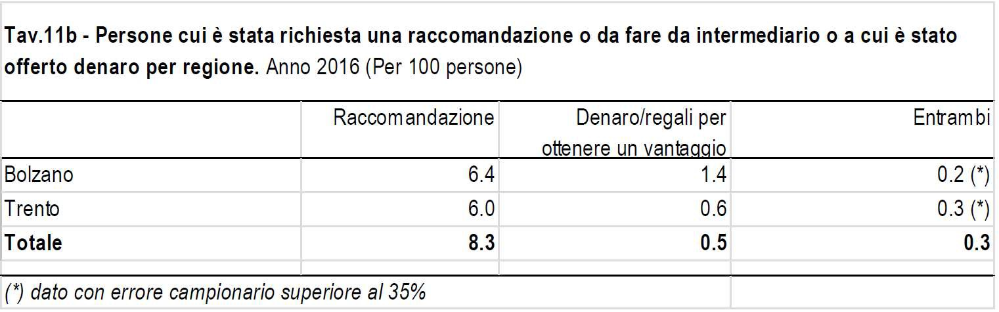 Tav.11b - Persone cui è stata richiesta una raccomandazione o da fare da intermediario o a cui è stato
offerto denaro per regione. Anno 2016 (Per 100 persone)
Raccomandazione Denaro/regali per Entrambi
ottenere un vantaggio
Bolzano 6.4 1.4 0.2 (*)
Trento 6.0 0.6 0.3 (*)
Totale 8.3 0.5 0.3
(*) dato con errore campionario superiore al 35%